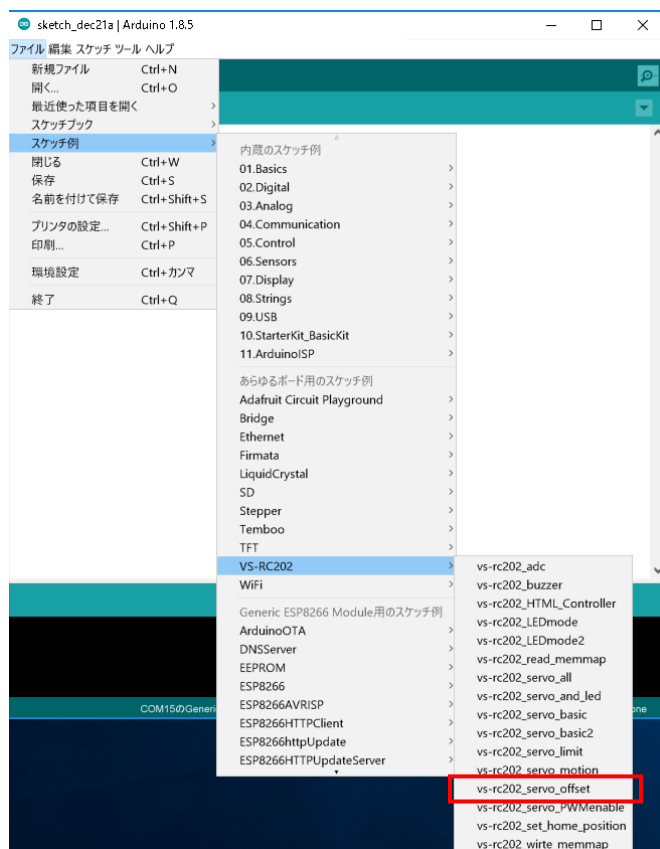 sketch_dec21a | Arduino 1.8.5
ファイル 編集 スケッチ ツール ヘルプ
新規ファイル Ctrl+N
開く... Ctrl+O
最近使った項目を開く
スケッチブック
スケッチ例
閉じる Ctrl+W
保存 Ctrl+S
名前を付けて保存 Ctrl+Shift+S
プリンタの設定... Ctrl+Shift+P
印刷... Ctrl+P
環境設定 Ctrl+カンマ
終了 Ctrl+Q
内蔵のスケッチ例
01.Basics
02.Digital
03.Analog
04.Communication
05.Control
06.Sensors
07.Display
08.Strings
09.USB
10.StarterKit_BasicKit
11.ArduinoISP
あらゆるボード用のスケッチ例
Adafruit Circuit Playground
Bridge
Ethernet
Firmata
LiquidCrystal
SD
Stepper
Temboo
TFT
VS-RC202
WiFi
Generic ESP8266 Module用のスケッチ例
ArduinoOTA
DNSServer
EEPROM
ESP8266
ESP8266AVRISP
ESP8266HTTPClient
ESP8266httpUpdate
ESP8266HTTPUpdateServer
vs-rc202_adc
vs-rc202_buzzer
vs-rc202_HTML_Controller
vs-rc202_LEDmode
vs-rc202_LEDmode2
vs-rc202_read_memmap
vs-rc202_servo_all
vs-rc202_servo_and_led
vs-rc202_servo_basic
vs-rc202_servo_basic2
vs-rc202_servo_limit
vs-rc202_servo_motion
vs-rc202_servo_offset
vs-rc202_servo_PWMenable
vs-rc202_set_home_position
vs-rc202_wirte_memmap
COM15のGeneri
one